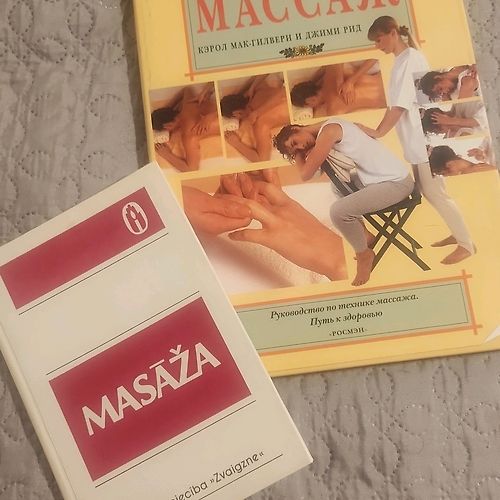 МАССАЖ
КЭРОЛ МАК-ГИЛВЕРИ И ДЖИМИ РИД
Руководство по технике массажа.
Путь к здоровью
«РОСМЭН»
MASĀŽA
»Zvaigzne«